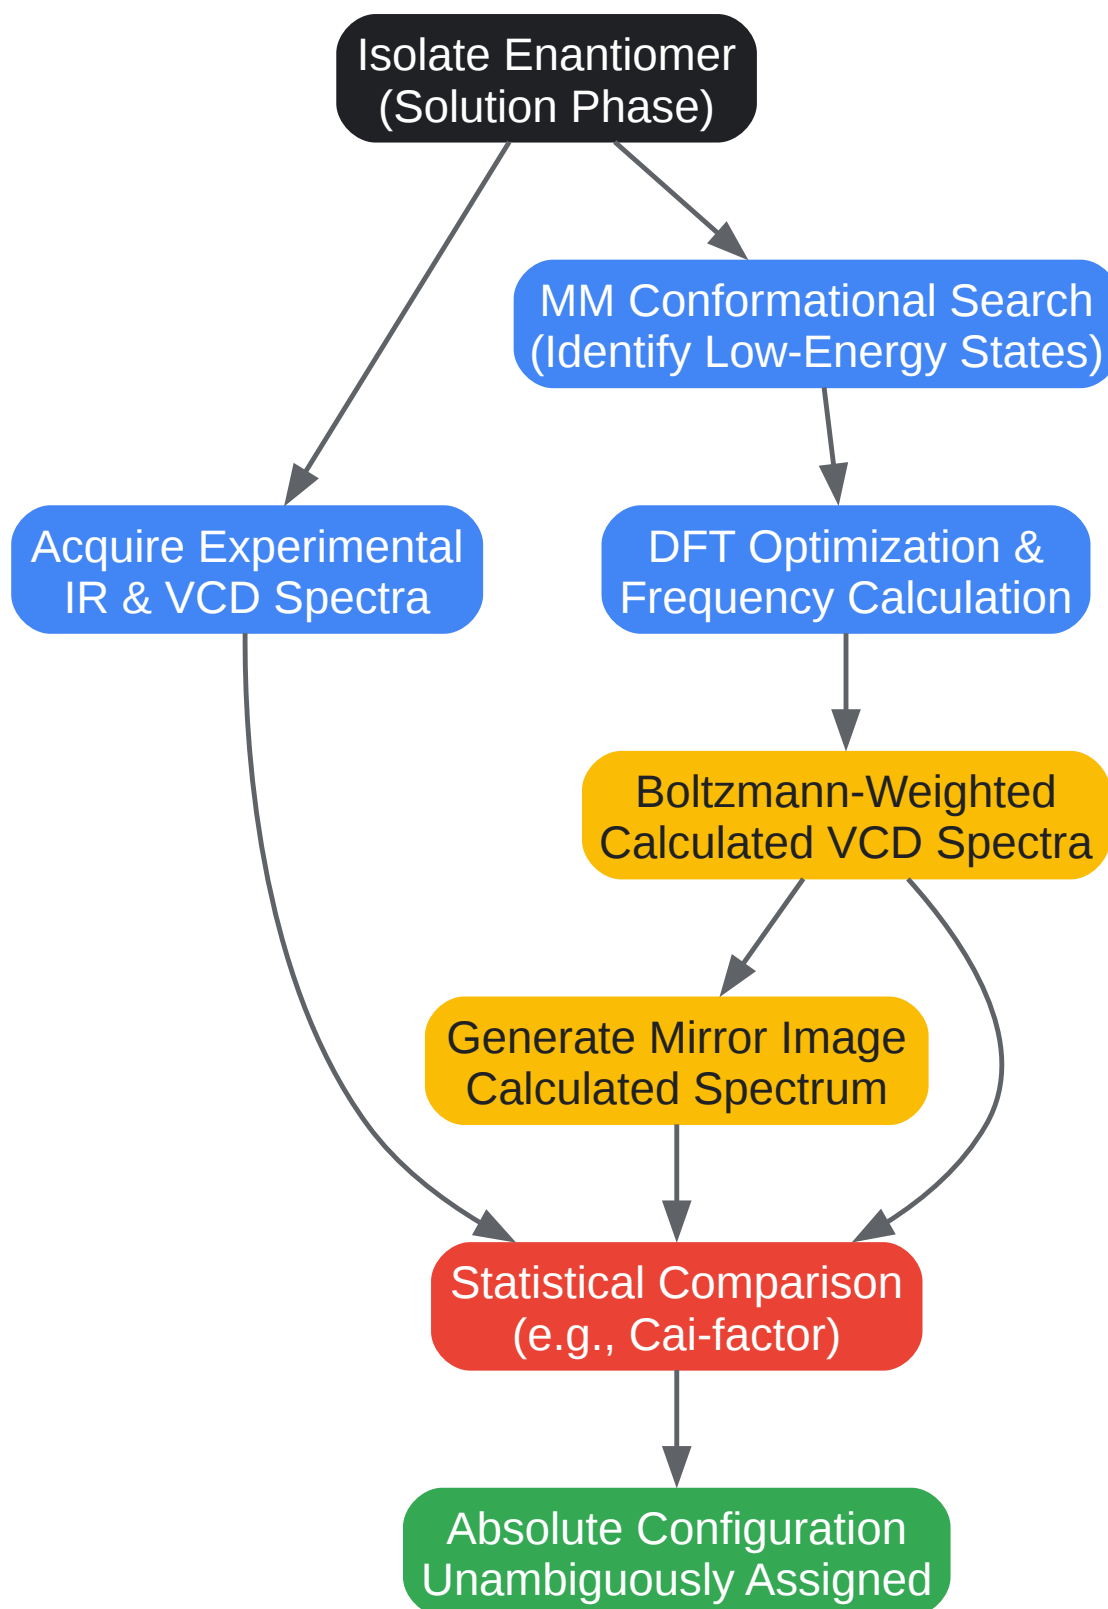 Isolate Enantiomer
(Solution Phase)
MM Conformational Search
(Identify Low-Energy States)
Acquire Experimental
IR & VCD Spectra
DFT Optimization &
Frequency Calculation
Boltzmann-Weighted
Calculated VCD Spectra
Generate Mirror Image
Calculated Spectrum
Statistical Comparison
(e.g., Cai-factor)
Absolute Configuration
Unambiguously Assigned